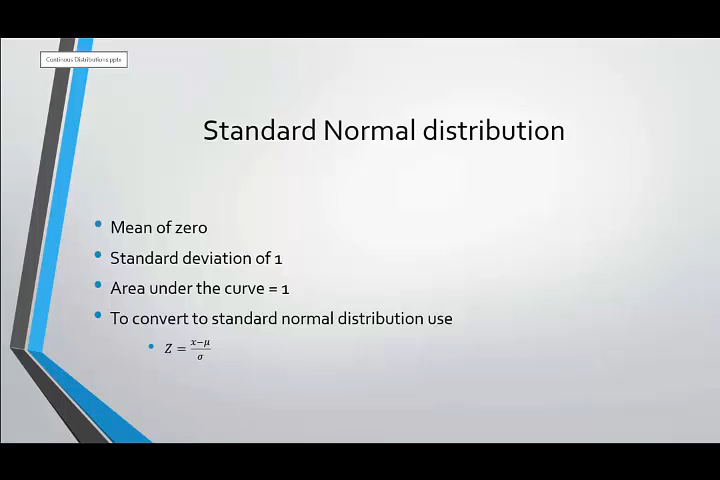 Continous Distributions.pptx
Standard Normal distribution
• Mean of zero
• Standard deviation of 1
• Area under the curve = 1
• To convert to standard normal distribution use
• Z = x−μ / σ